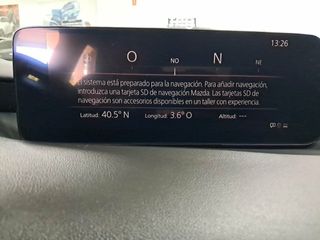 13:26
O NO N NE
El sistema está preparado para la navegación. Para añadir navegación,
introduzca una tarjeta SD de navegación Mazda. Las tarjetas SD de
navegación son accesorios disponibles en un taller con experiencia.
Latitud: 40.5° N Longitud: 3.6° O Altitud: ---